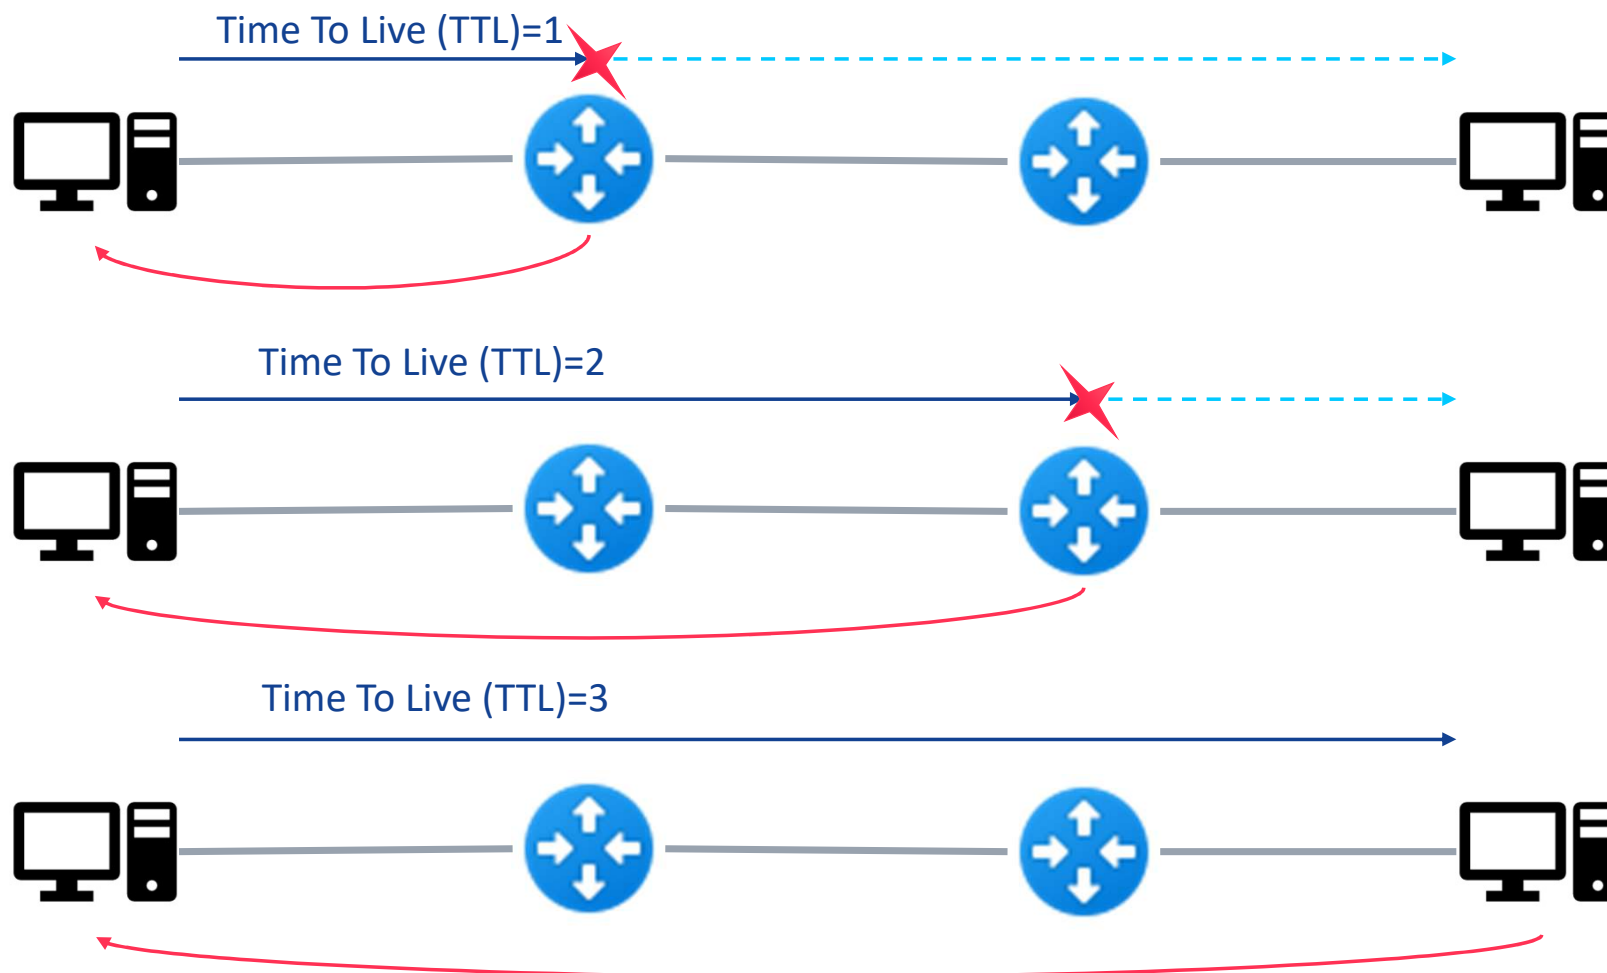 Time To Live (TTL)=1
Time To Live (TTL)=2
Time To Live (TTL)=3